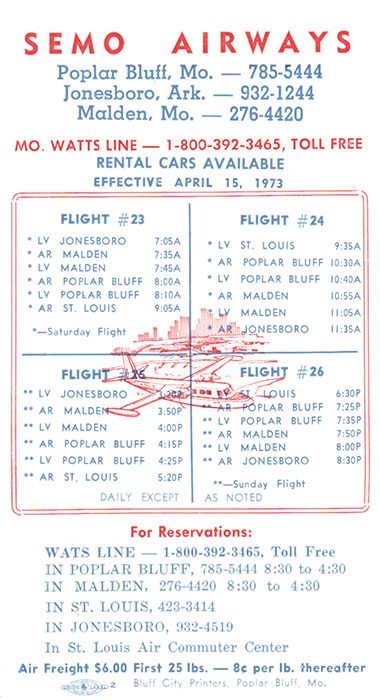 SEMO AIRWAYS
Poplar Bluff, Mo. — 785-5444
Jonesboro, Ark. — 932-1244
Malden, Mo. — 276-4420
MO. WATTS LINE — 1-800-392-3465, TOLL FREE
RENTAL CARS AVAILABLE
EFFECTIVE APRIL 15, 1973
FLIGHT #23
* LV JONESBORO 7:05A
* AR MALDEN 7:35A
* LV MALDEN 7:45A
* AR POPLAR BLUFF 8:00A
* LV POPLAR BLUFF 8:10A
* AR ST. LOUIS 9:05A
*—Saturday Flight
FLIGHT #24
* LV ST. LOUIS 9:35A
* AR POPLAR BLUFF 10:30A
* LV POPLAR BLUFF 10:40A
* AR MALDEN 10:55A
* LV MALDEN 11:05A
* AR JONESBORO 11:35A
FLIGHT #26
** LV JONESBORO 3:20P
** AR MALDEN 3:50P
** LV MALDEN 4:00P
** AR POPLAR BLUFF 4:15P
** LV POPLAR BLUFF 4:25P
** AR ST. LOUIS 5:20P
DAILY EXCEPT
FLIGHT #26
** LV ST. LOUIS 6:30P
** AR POPLAR BLUFF 7:25P
** LV POPLAR BLUFF 7:35P
** AR MALDEN 7:50P
** LV MALDEN 8:00P
** AR JONESBORO 8:30P
**—Sunday Flight
AS NOTED
For Reservations:
WATS LINE — 1-800-392-3465, Toll Free
IN POPLAR BLUFF, 785-5444 8:30 to 4:30
IN MALDEN, 276-4420 8:30 to 4:30
IN ST. LOUIS, 423-3414
IN JONESBORO, 932-4519
In St. Louis Air Commuter Center
Air Freight $6.00 First 25 lbs. — 8¢ per lb. thereafter
2 Bluff City Printers, Poplar Bluff, Mo.